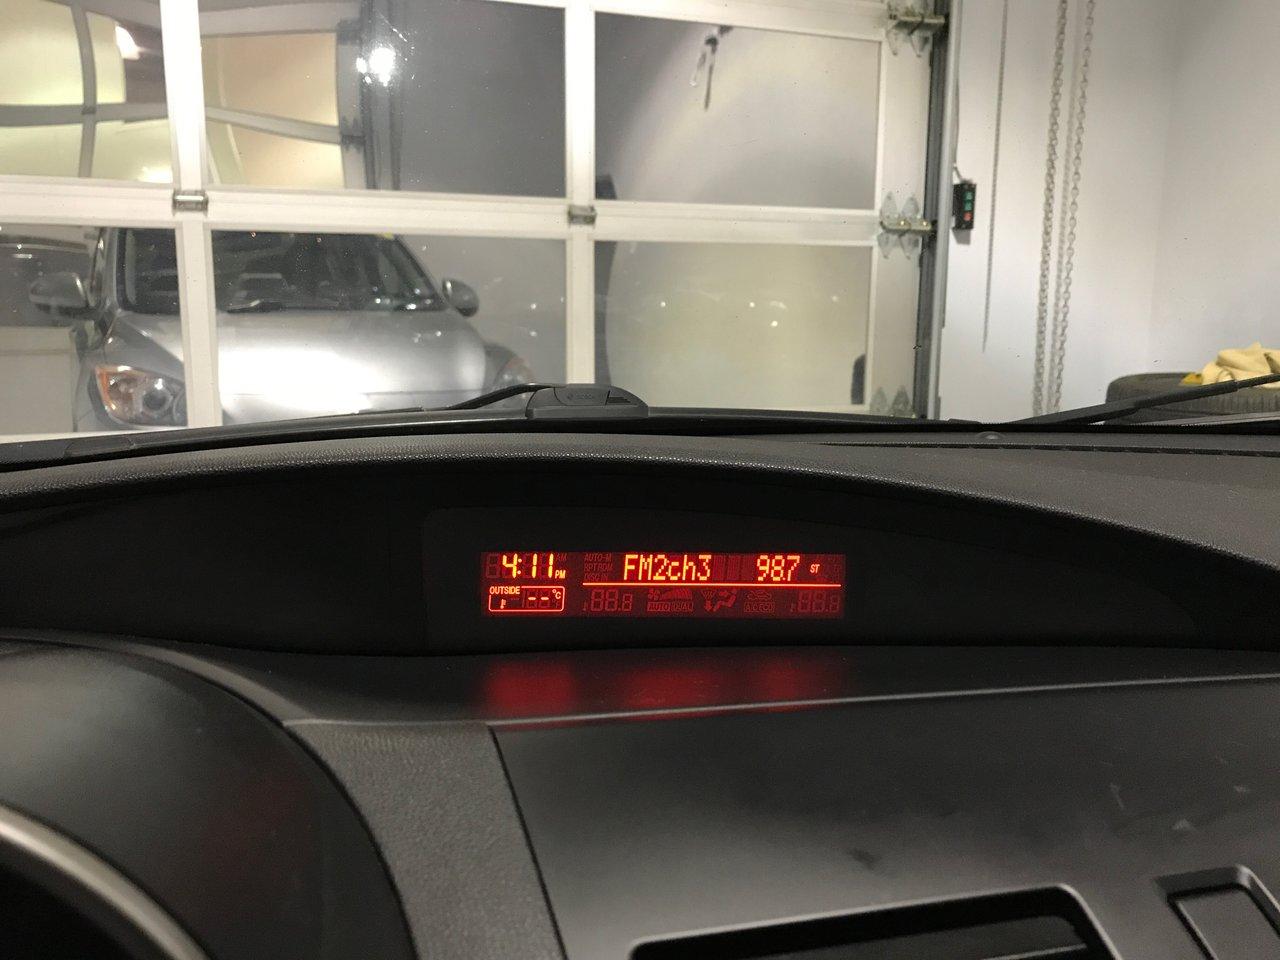 4:11 PM FM2ch3 98.7 ST
AUTO-M
RPT RDM
DISC IN
OUTSIDE
-- °C
AUTO DUAL